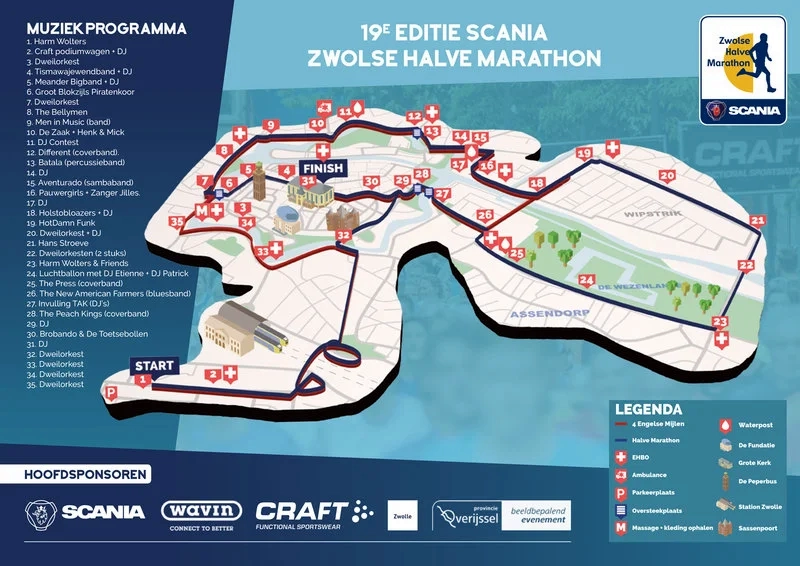 MUZIEK PROGRAMMA
1. Harm Wolters
2. Craft podiumwagen + DJ
3. Dweilorkest
4. Tismawajewendband + DJ
5. Meander Bigband + DJ
6. Groot Blokzijls Piratenkoor
7. Dweilorkest
8. The Bellymen
9. Men in Music (band)
10. De Zaak + Henk & Mick
11. DJ Contest
12. Different (coverband).
13. Batala (percussieband)
14. DJ
15. Aventurado (sambaband)
16. Pauwergirls + Zanger Jilles.
17. DJ
18. Holstobloazers + DJ
19. HotDamn Funk
20. Dweilorkest + DJ
21. Hans Stroeve
22. Dweilorkesten (2 stuks)
23. Harm Wolters & Friends
24. Luchtballon met DJ Etienne + DJ Patrick
25. The Press (coverband)
26. The New American Farmers (bluesband)
27. Invulling TAK (DJ's)
28. The Peach Kings (coverband)
29. DJ
30. Brobando & De Toetsebollen
31. DJ
32. Dweilorkest
33. Dweilorkest
34. Dweilorkest
35. Dweilorkest
19E EDITIE SCANIA
ZWOLSE HALVE MARATHON
Zwolse
Halve
Marathon
SCANIA
10
11
12
13
9
8
14
15
17
16
19
20
18
7
6
5
4
FINISH
31
30
29
28
27
M
3
34
35
33
32
26
25
WIPSTRIK
21
22
24
DE WEZENLAN
ASSENDORP
23
START
P
1
2
LEGENDA
4 Engelse Mijlen
Halve Marathon
EHBO
Ambulance
P
Parkeerplaats
Oversteekplaats
M
Massage + kleding ophalen
Waterpost
De Fundatie
Grote Kerk
De Peperbus
Station Zwolle
Sassenpoort
HOOFDSPONSOREN
SCANIA
wavin
CONNECT TO BETTER
CRAFT
FUNCTIONAL SPORTSWEAR
Zwolle
provincie
Overijssel
beeldbepalend
evenement